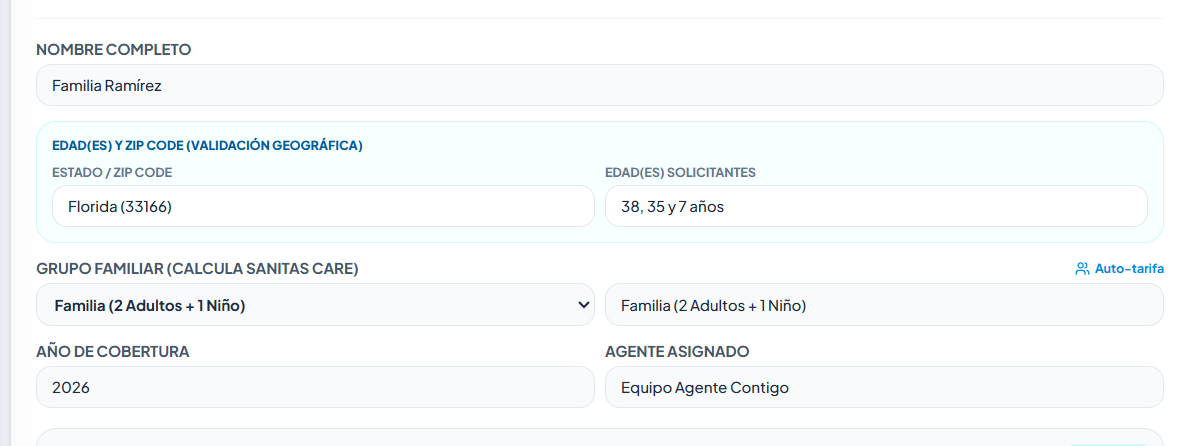 NOMBRE COMPLETO
Familia Ramírez
EDAD(ES) Y ZIP CODE (VALIDACIÓN GEOGRÁFICA)
ESTADO / ZIP CODE
EDAD(ES) SOLICITANTES
Florida (33166)
38, 35 y 7 años
GRUPO FAMILIAR (CALCULA SANITAS CARE)
Auto-tarifa
Familia (2 Adultos + 1 Niño)
Familia (2 Adultos + 1 Niño)
AÑO DE COBERTURA
AGENTE ASIGNADO
2026
Equipo Agente Contigo